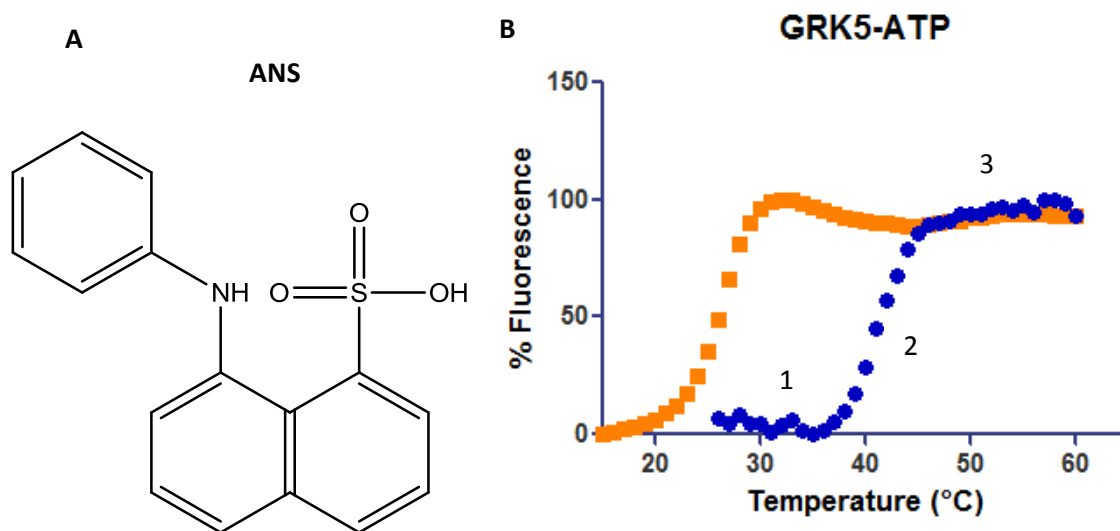 A
ANS
NH
O
O
S
OH
B
GRK5-ATP
150
100
50
0
% Fluorescence
1
2
3
20
30
40
50
60
Temperature (°C)